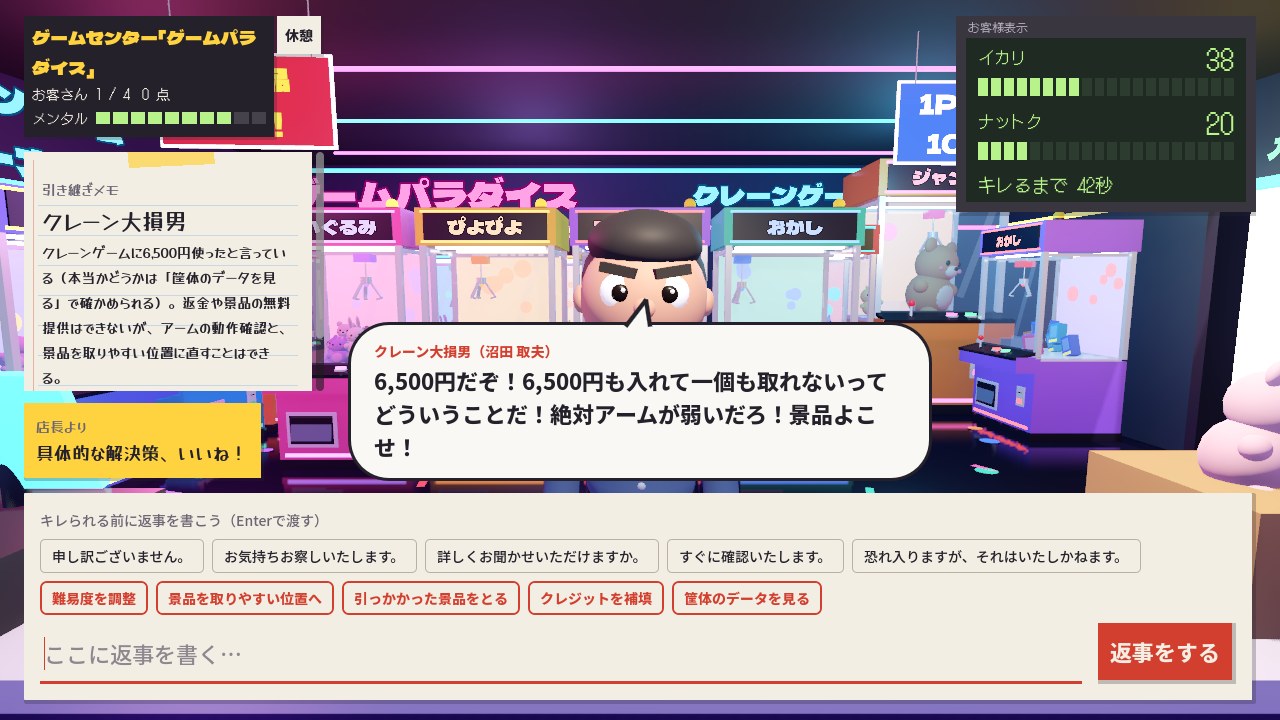 ゲームセンター「ゲームパラ
ダイス」
お客さん 1/4 0点
メンタル
休憩
お客様表示
イカリ 38
ナットク 20
キレるまで 42秒
引き継ぎメモ
クレーン大損男
クレーンゲームに6,500円使ったと言ってい
る（本当かどうかは「筐体のデータを見
る」で確かめられる）。返金や景品の無料
提供はできないが、アームの動作確認と、
景品を取りやすい位置に直すことはでき
る。
店長より
具体的な解決策、いいね！
ームパラダイス
クレーンゲー
1P
10
ジャン
ぐるみ
ぴよぴよ
おかし
おかし
クレーン大損男（沼田 取夫）
6,500円だぞ！6,500円も入れて一個も取れないって
どういうことだ！絶対アームが弱いだろ！景品よこ
せ！
キレられる前に返事を書こう（Enterで渡す）
申し訳ございません。
お気持ちお察しいたします。
詳しくお聞かせいただけますか。
すぐに確認いたします。
恐れ入りますが、それはいたしかねます。
難易度を調整
景品を取りやすい位置へ
引っかかった景品をとる
クレジットを補填
筐体のデータを見る
ここに返事を書く…
返事をする